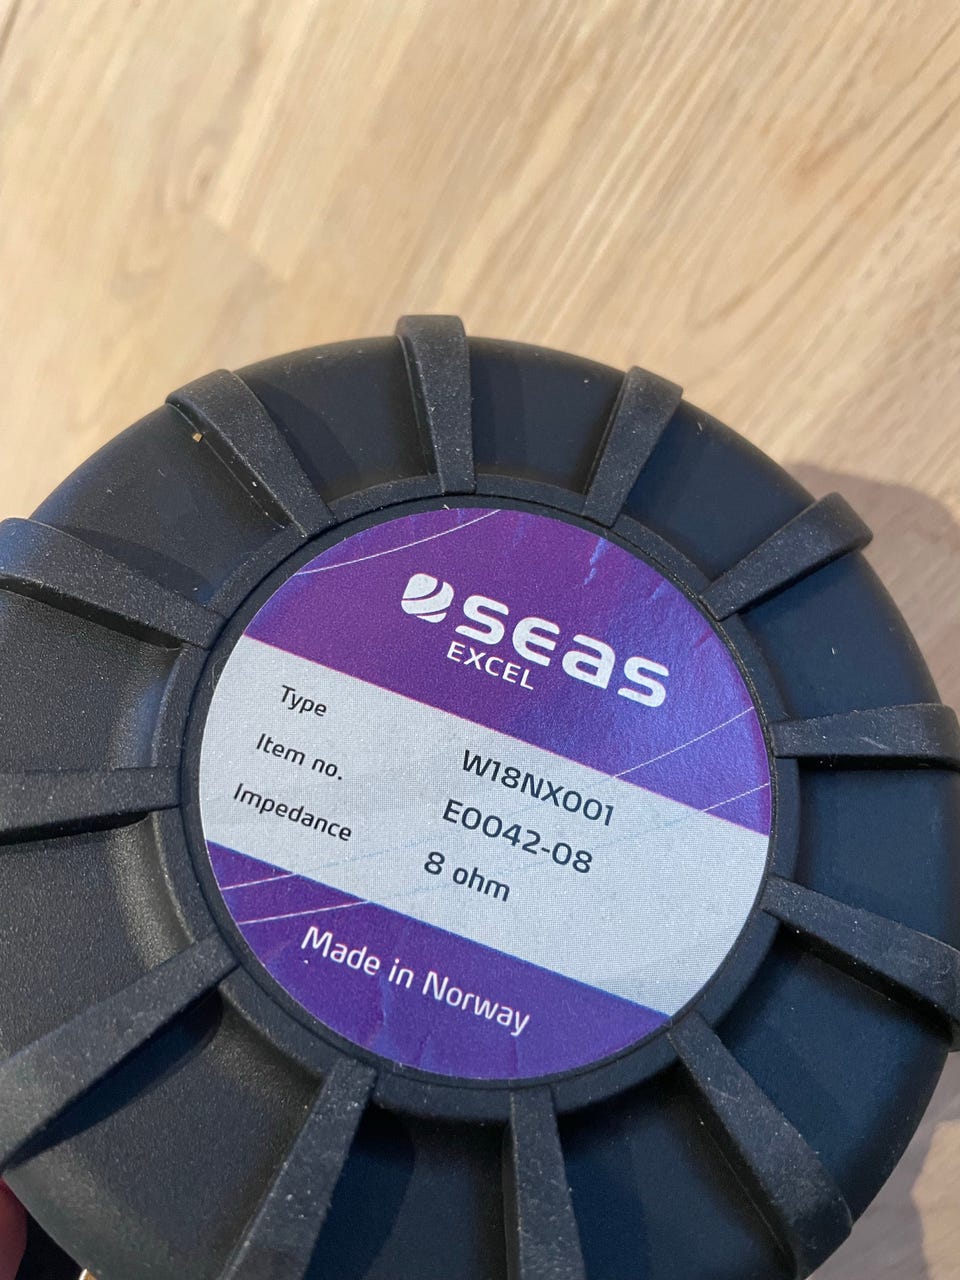 seas
EXCEL
Type W18NX001
Item no. E0042-08
Impedance 8 ohm
Made in Norway